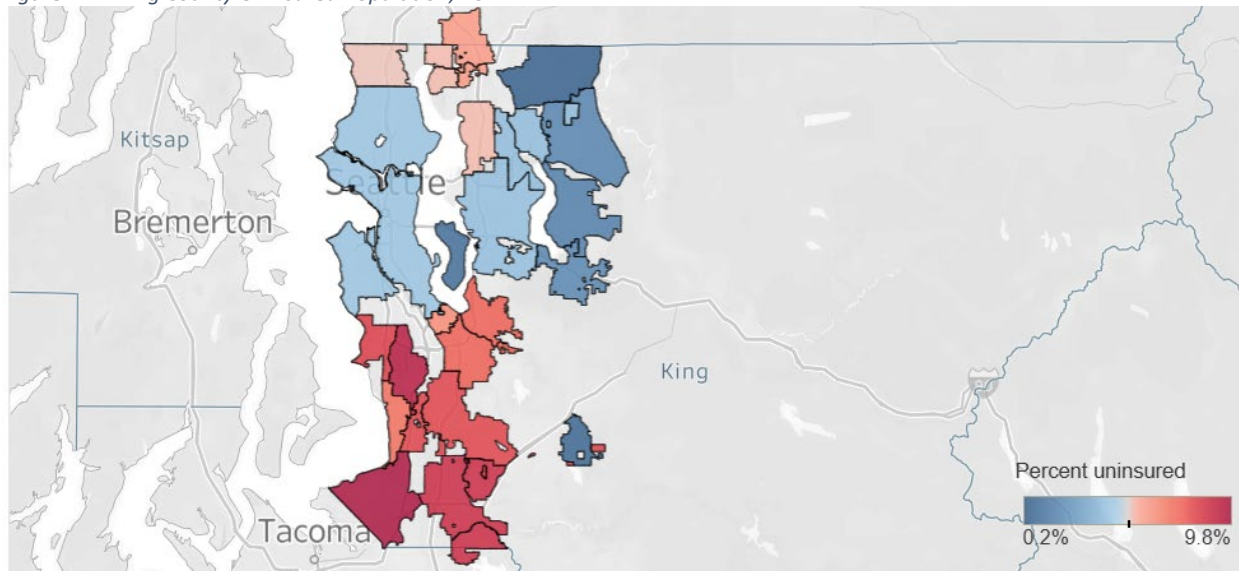 Kitsap
Seattle
Bremerton
King
Percent uninsured
0.2% 9.8%
Tacoma